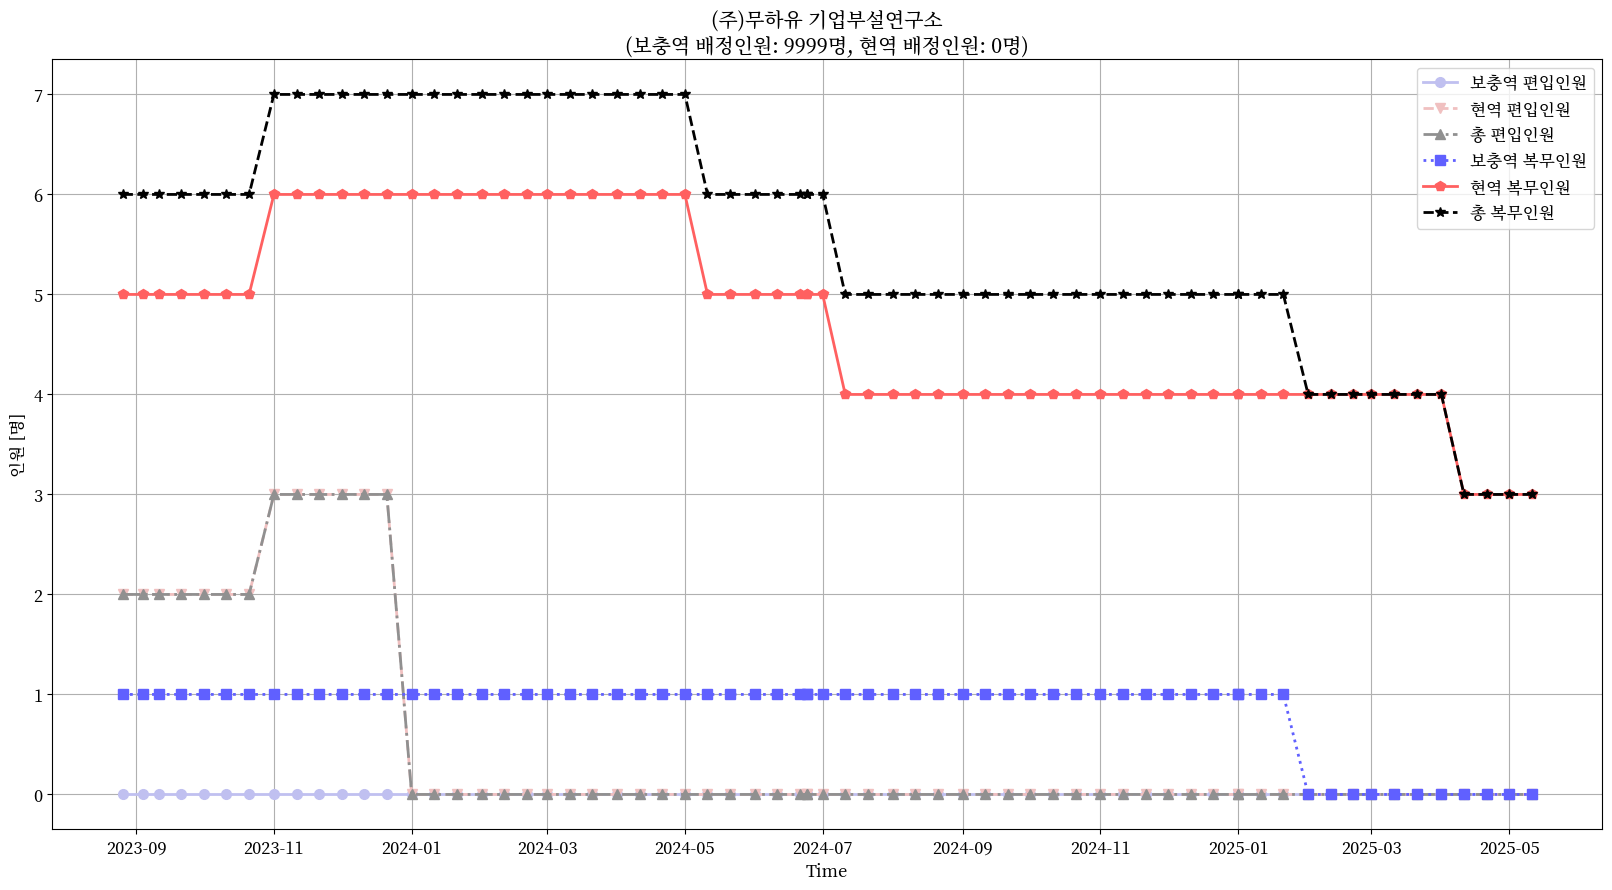 (주)무하유 기업부설연구소
(보충역 배정인원: 9999명, 현역 배정인원: 0명)
보충역 편입인원
현역 편입인원
총 편입인원
보충역 복무인원
현역 복무인원
총 복무인원
인원 [명]
7
6
5
4
3
2
1
0
2023-09 2023-11 2024-01 2024-03 2024-05 2024-07 2024-09 2024-11 2025-01 2025-03 2025-05
Time